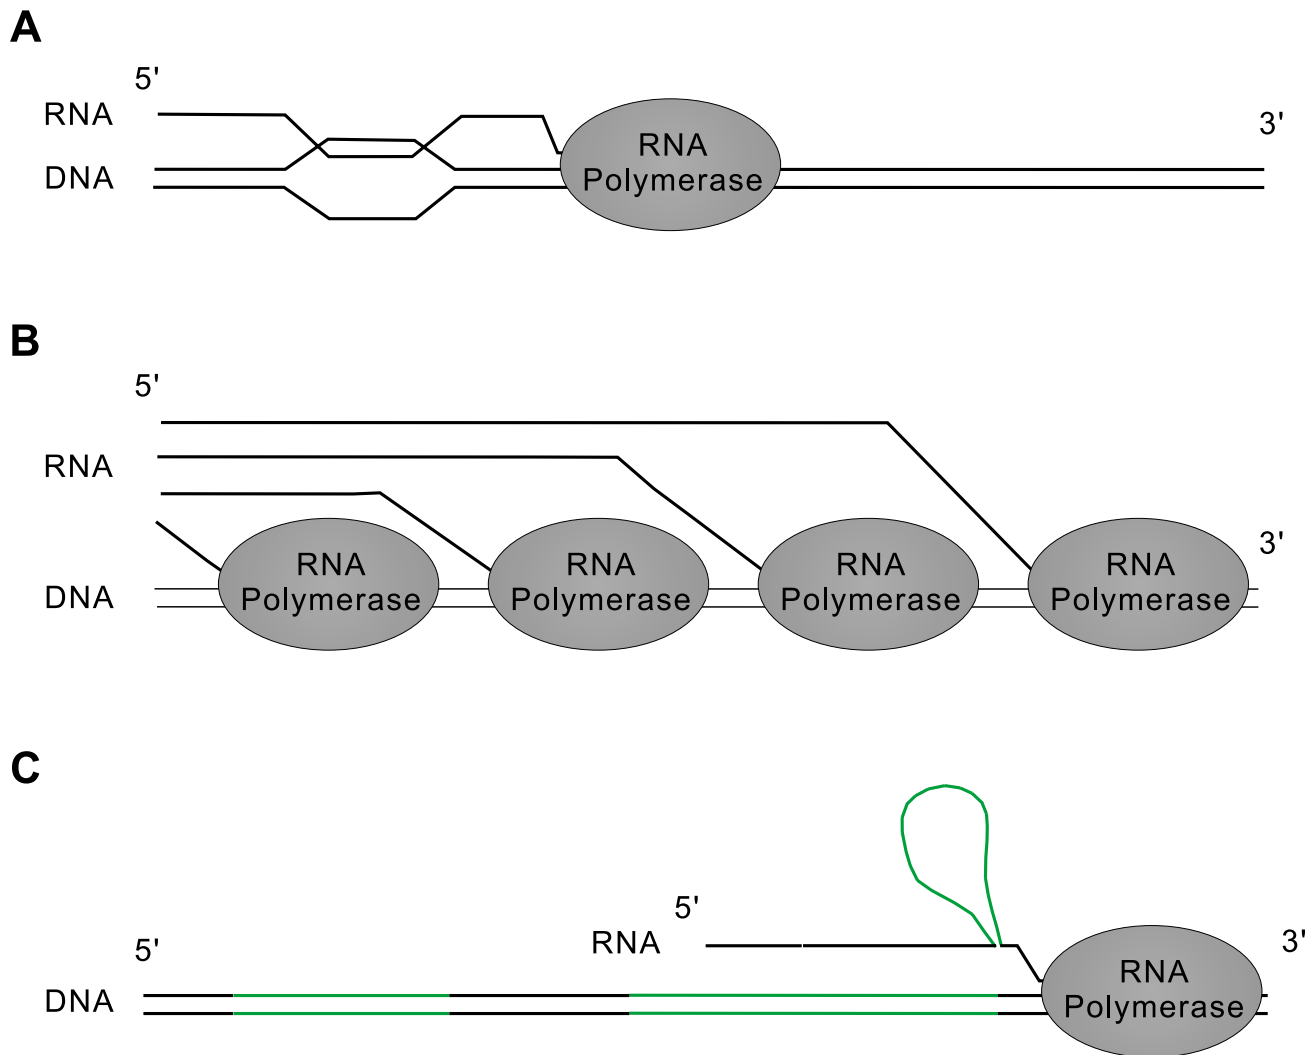 A
5'
RNA
3'
RNA
Polymerase
DNA
B
5'
RNA
3'
RNA
Polymerase
RNA
Polymerase
RNA
Polymerase
RNA
Polymerase
DNA
C
5'
RNA
5'
3'
RNA
Polymerase
DNA